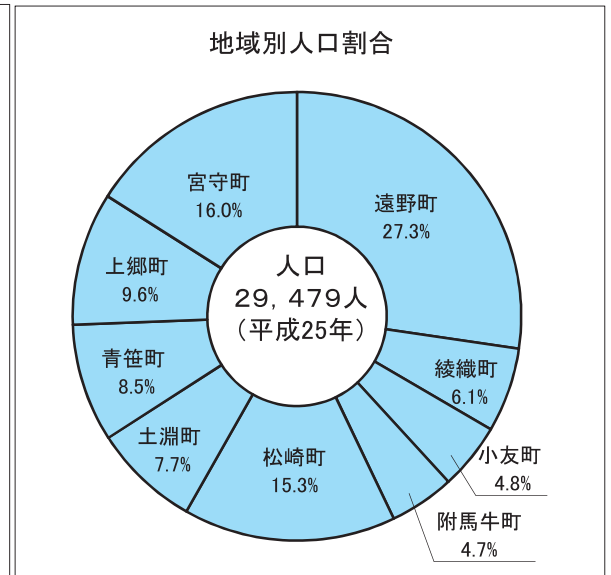 地域別人口割合
遠野町
27.3%
綾織町
6.1%
小友町
4.8%
附馬牛町
4.7%
松崎町
15.3%
土淵町
7.7%
青笹町
8.5%
上郷町
9.6%
宮守町
16.0%
人口
29,479人
(平成25年)